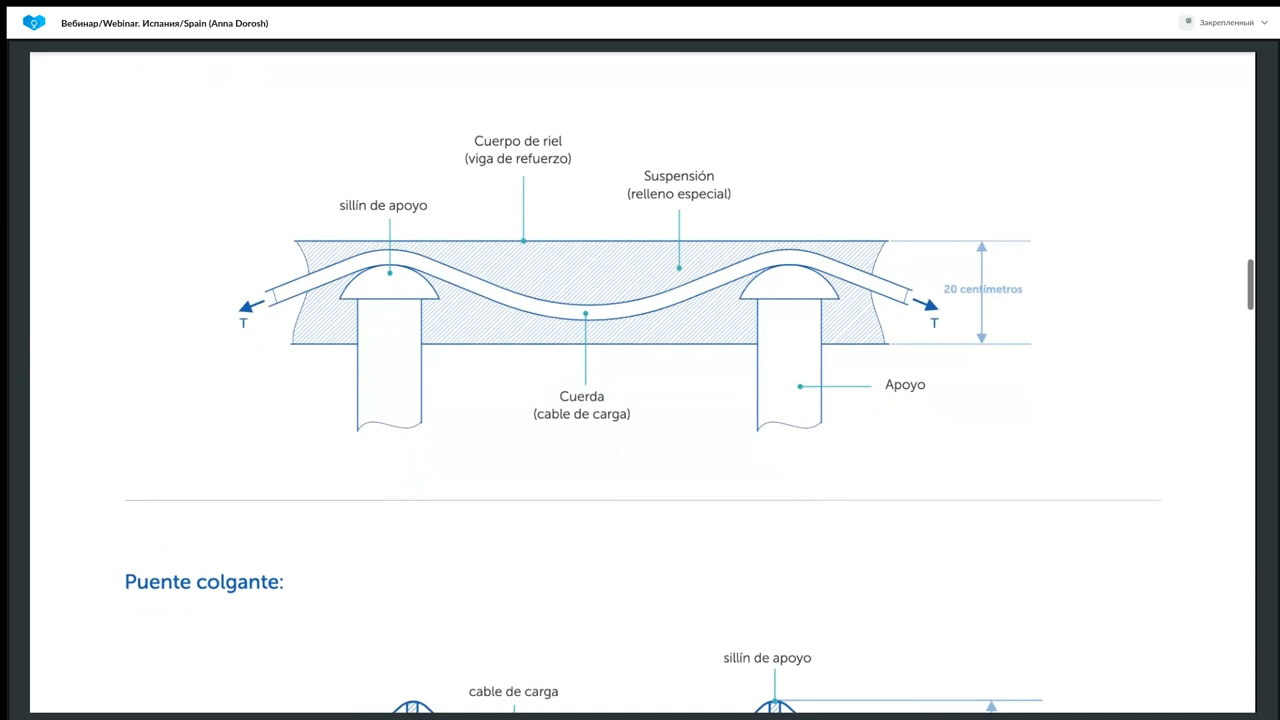 Вебинар/Webinar. Испания/Spain (Anna Dorosh)
Закрепленный
Cuerpo de riel
(viga de refuerzo)
Suspensión
(relleno especial)
sillín de apoyo
20 centímetros
T
T
Apoyo
Cuerda
(cable de carga)
Puente colgante:
sillín de apoyo
cable de carga